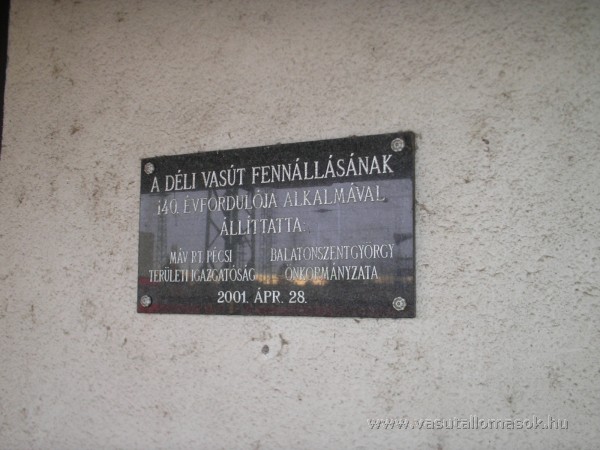 A DÉLI VASÚT FENNÁLLÁSÁNAK
140. ÉVFORDULÓJA ALKALMÁVAL
ÁLLÍTTATTA:
MÁV RT. PÉCSI
TERÜLETI IGAZGATÓSÁG
BALATONSZENTGYÖRGY
ÖNKORMÁNYZATA
2001. ÁPR. 28.
© www.vasutallomasok.hu